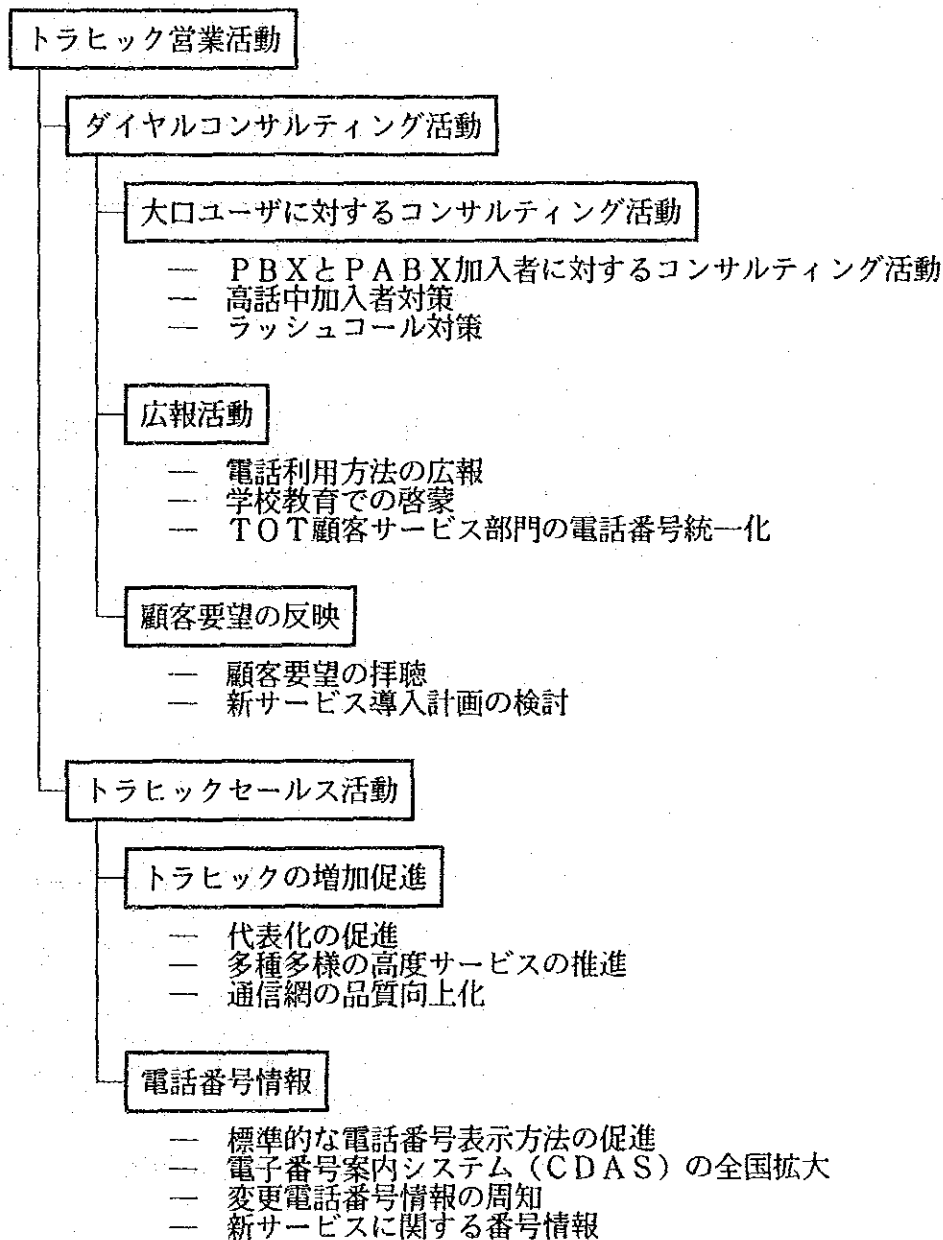 トラヒック営業活動
ダイヤルコンサルティング活動
大口ユーザに対するコンサルティング活動
― ＰＢＸとＰＡＢＸ加入者に対するコンサルティング活動
― 高話中加入者対策
― ラッシュコール対策
広報活動
― 電話利用方法の広報
― 学校教育での啓蒙
― ＴＯＴ顧客サービス部門の電話番号統一化
顧客要望の反映
― 顧客要望の拝聴
― 新サービス導入計画の検討
トラヒックセールス活動
トラヒックの増加促進
― 代表化の促進
― 多種多様の高度サービスの推進
― 通信網の品質向上化
電話番号情報
― 標準的な電話番号表示方法の促進
― 電子番号案内システム（ＣＤＡＳ）の全国拡大
― 変更電話番号情報の周知
― 新サービスに関する番号情報